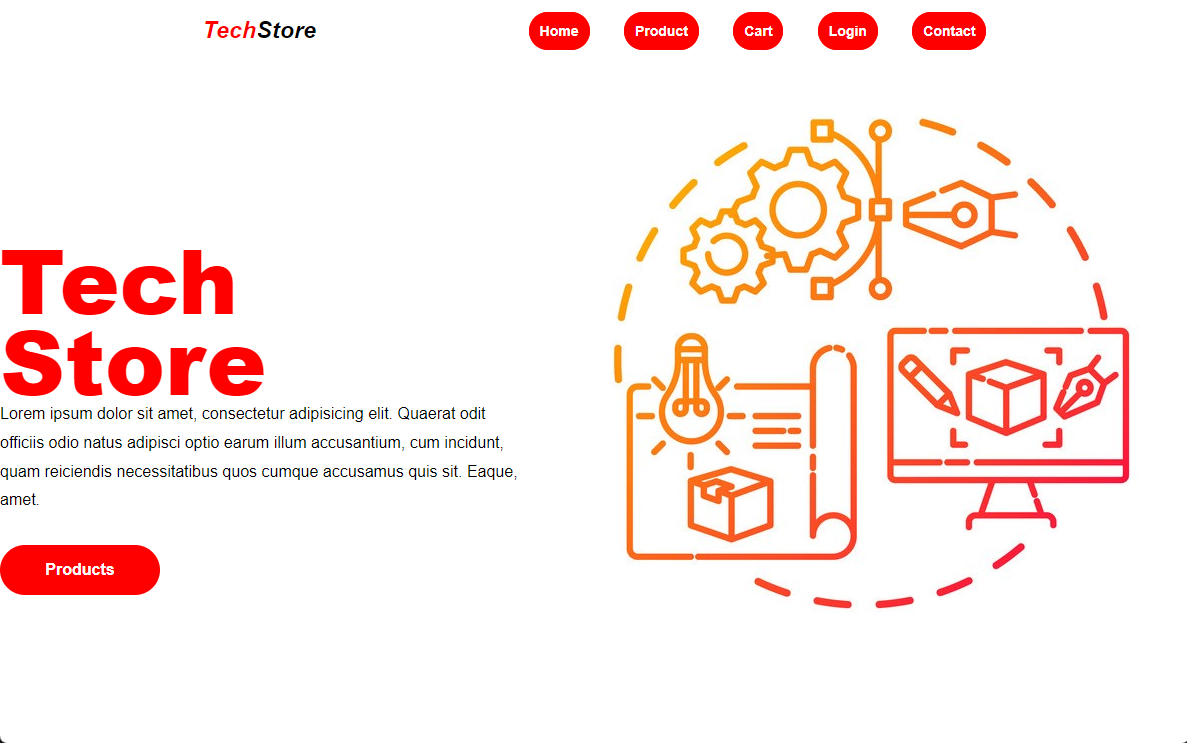 TechStore
Home Product Cart Login Contact
Tech
Store
Lorem ipsum dolor sit amet, consectetur adipisicing elit. Quaerat odit
officiis odio natus adipisci optio earum illum accusantium, cum incidunt,
quam reiciendis necessitatibus quos cumque accusamus quis sit. Eaque,
amet.
Products